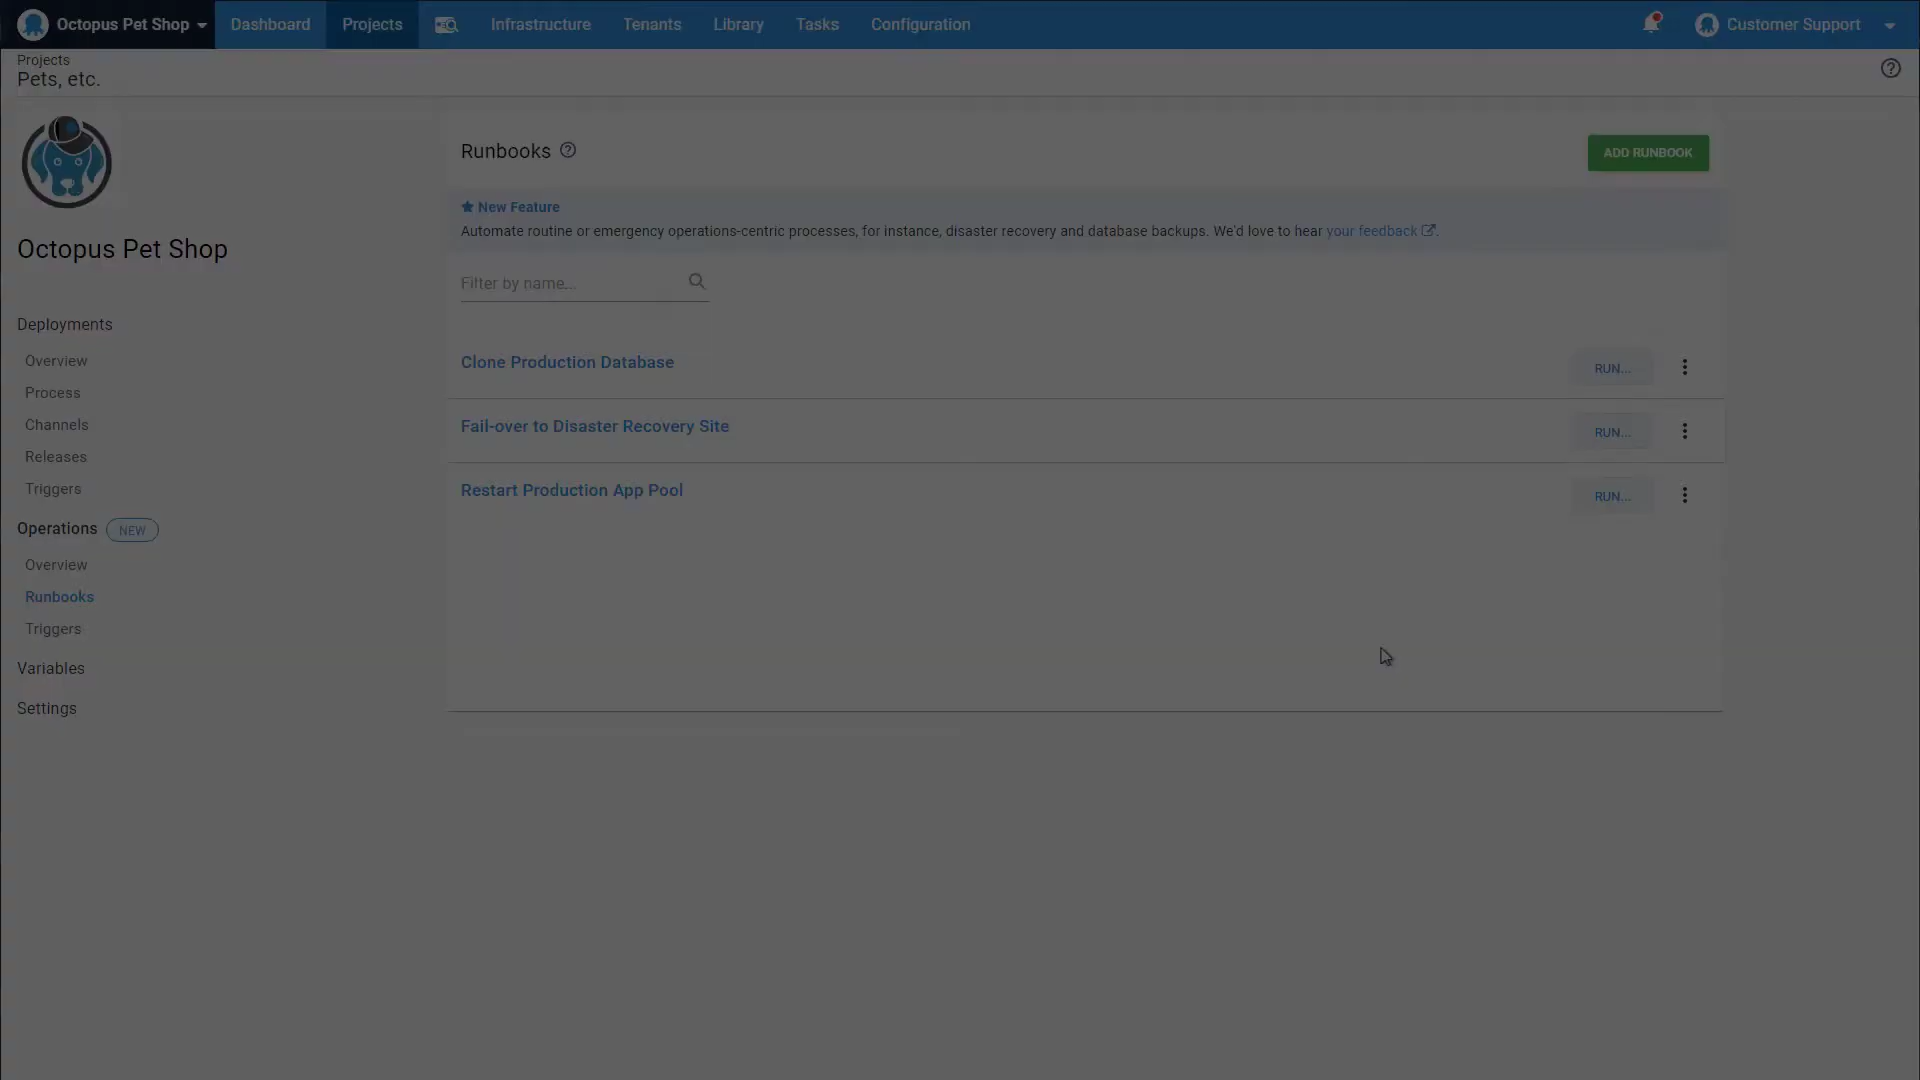 Octopus Pet Shop
Dashboard
Projects
Infrastructure
Tenants
Library
Tasks
Configuration
Customer Support
Projects
Pets, etc.
Octopus Pet Shop
Deployments
Overview
Process
Channels
Releases
Triggers
Operations NEW
Overview
Runbooks
Triggers
Variables
Settings
Runbooks
ADD RUNBOOK
New Feature
Automate routine or emergency operations-centric processes, for instance, disaster recovery and database backups. We'd love to hear your feedback.
Filter by name...
Clone Production Database
RUN...
Fail-over to Disaster Recovery Site
RUN...
Restart Production App Pool
RUN...